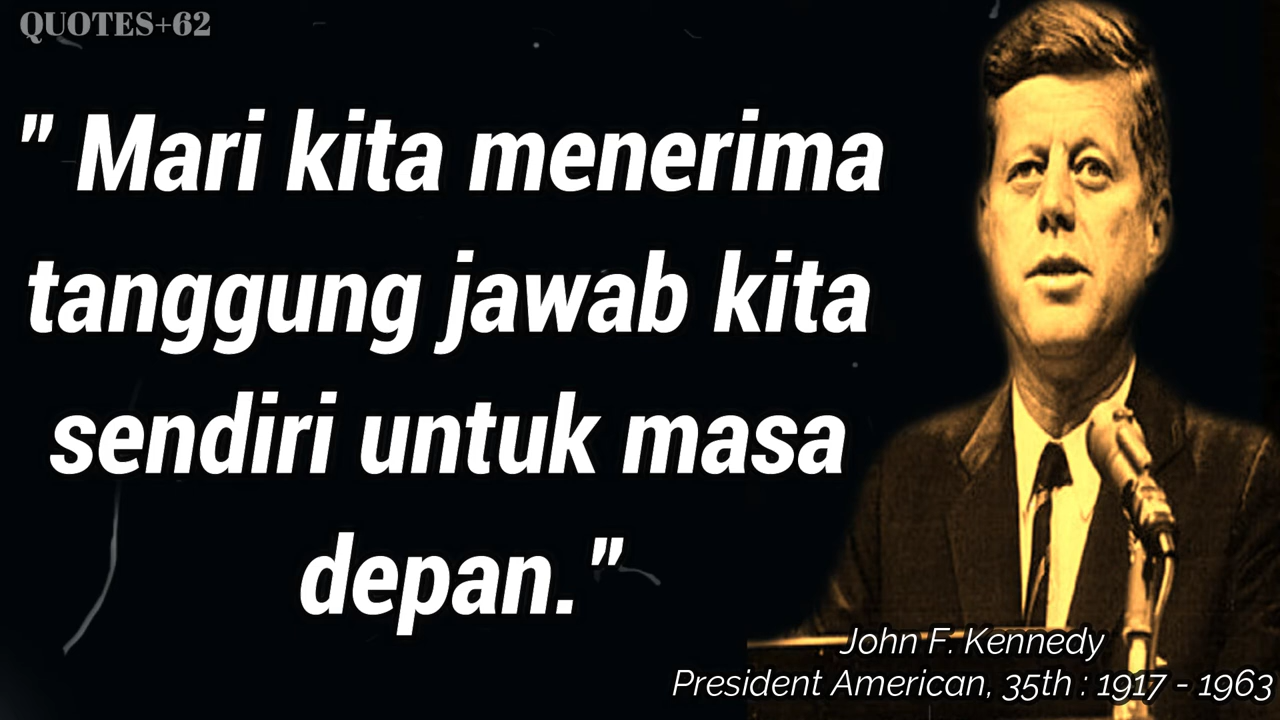 QUOTES+62
" Mari kita menerima
tanggung jawab kita
sendiri untuk masa
depan."
John F. Kennedy
President American, 35th : 1917 - 1963